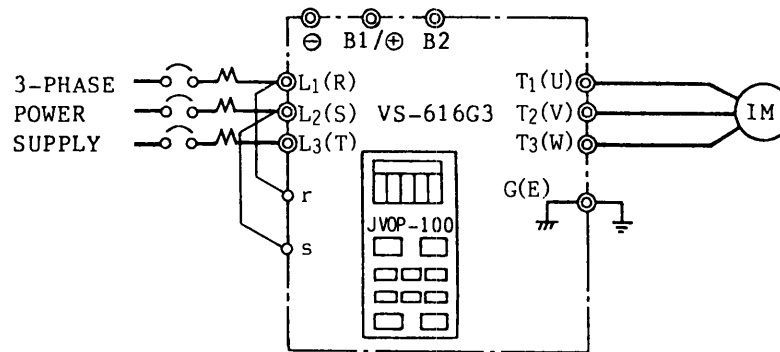 ⊖ B1/⊕ B2
3-PHASE
POWER
SUPPLY
L1(R)
L2(S)
L3(T)
r
s
VS-616G3
JVOP-100
T1(U)
T2(V)
T3(W)
G(E)
IM